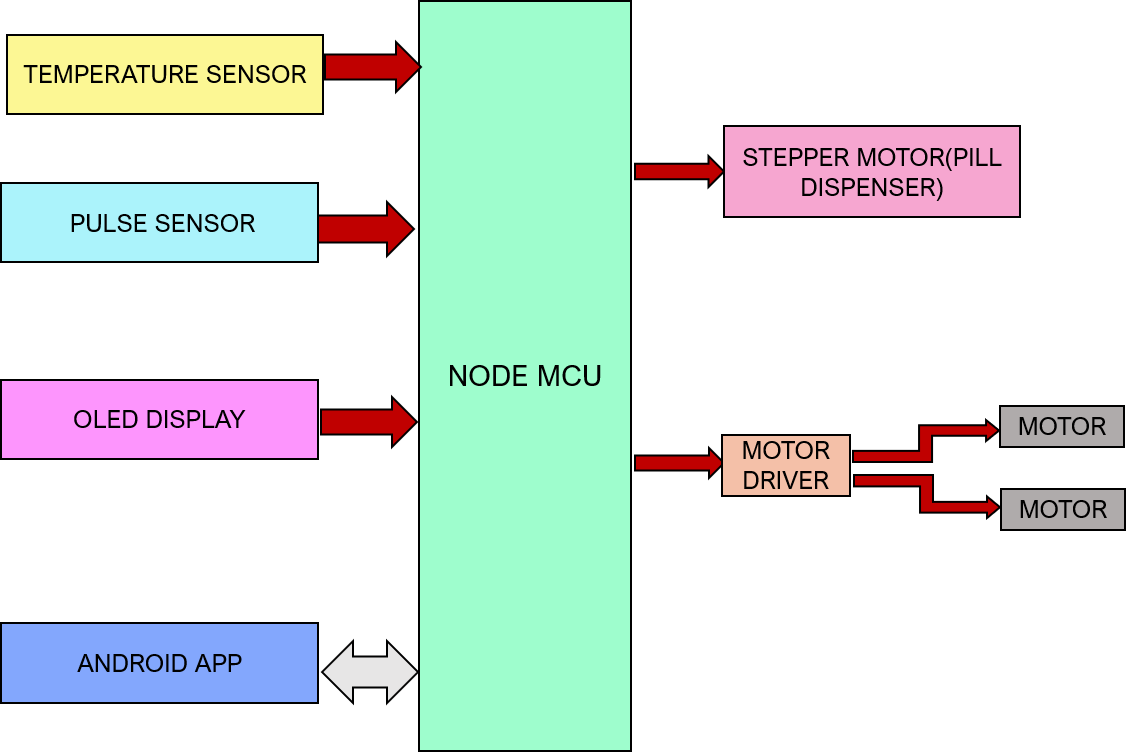 TEMPERATURE SENSOR
PULSE SENSOR
OLED DISPLAY
ANDROID APP
NODE MCU
STEPPER MOTOR(PILL
DISPENSER)
MOTOR
DRIVER
MOTOR
MOTOR